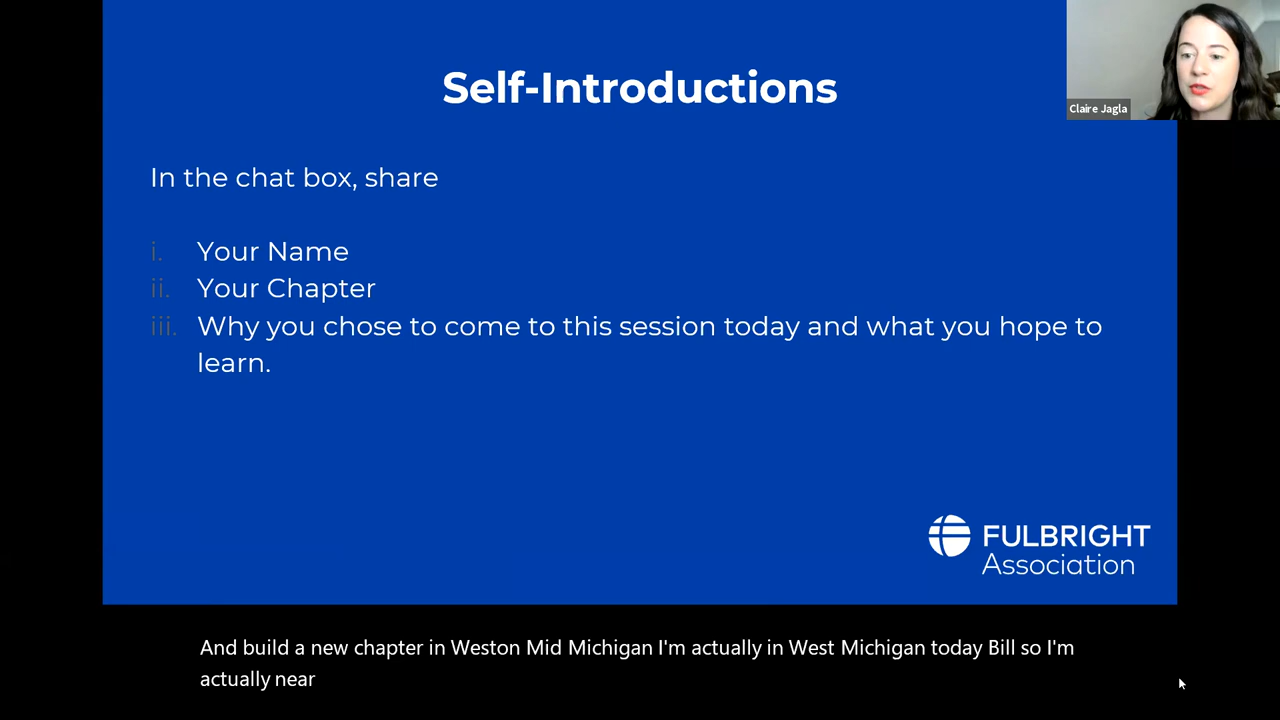 Self-Introductions
Claire Jagla
In the chat box, share
i. Your Name
ii. Your Chapter
iii. Why you chose to come to this session today and what you hope to
learn.
FULBRIGHT
Association
And build a new chapter in Weston Mid Michigan I'm actually in West Michigan today Bill so I'm
actually near